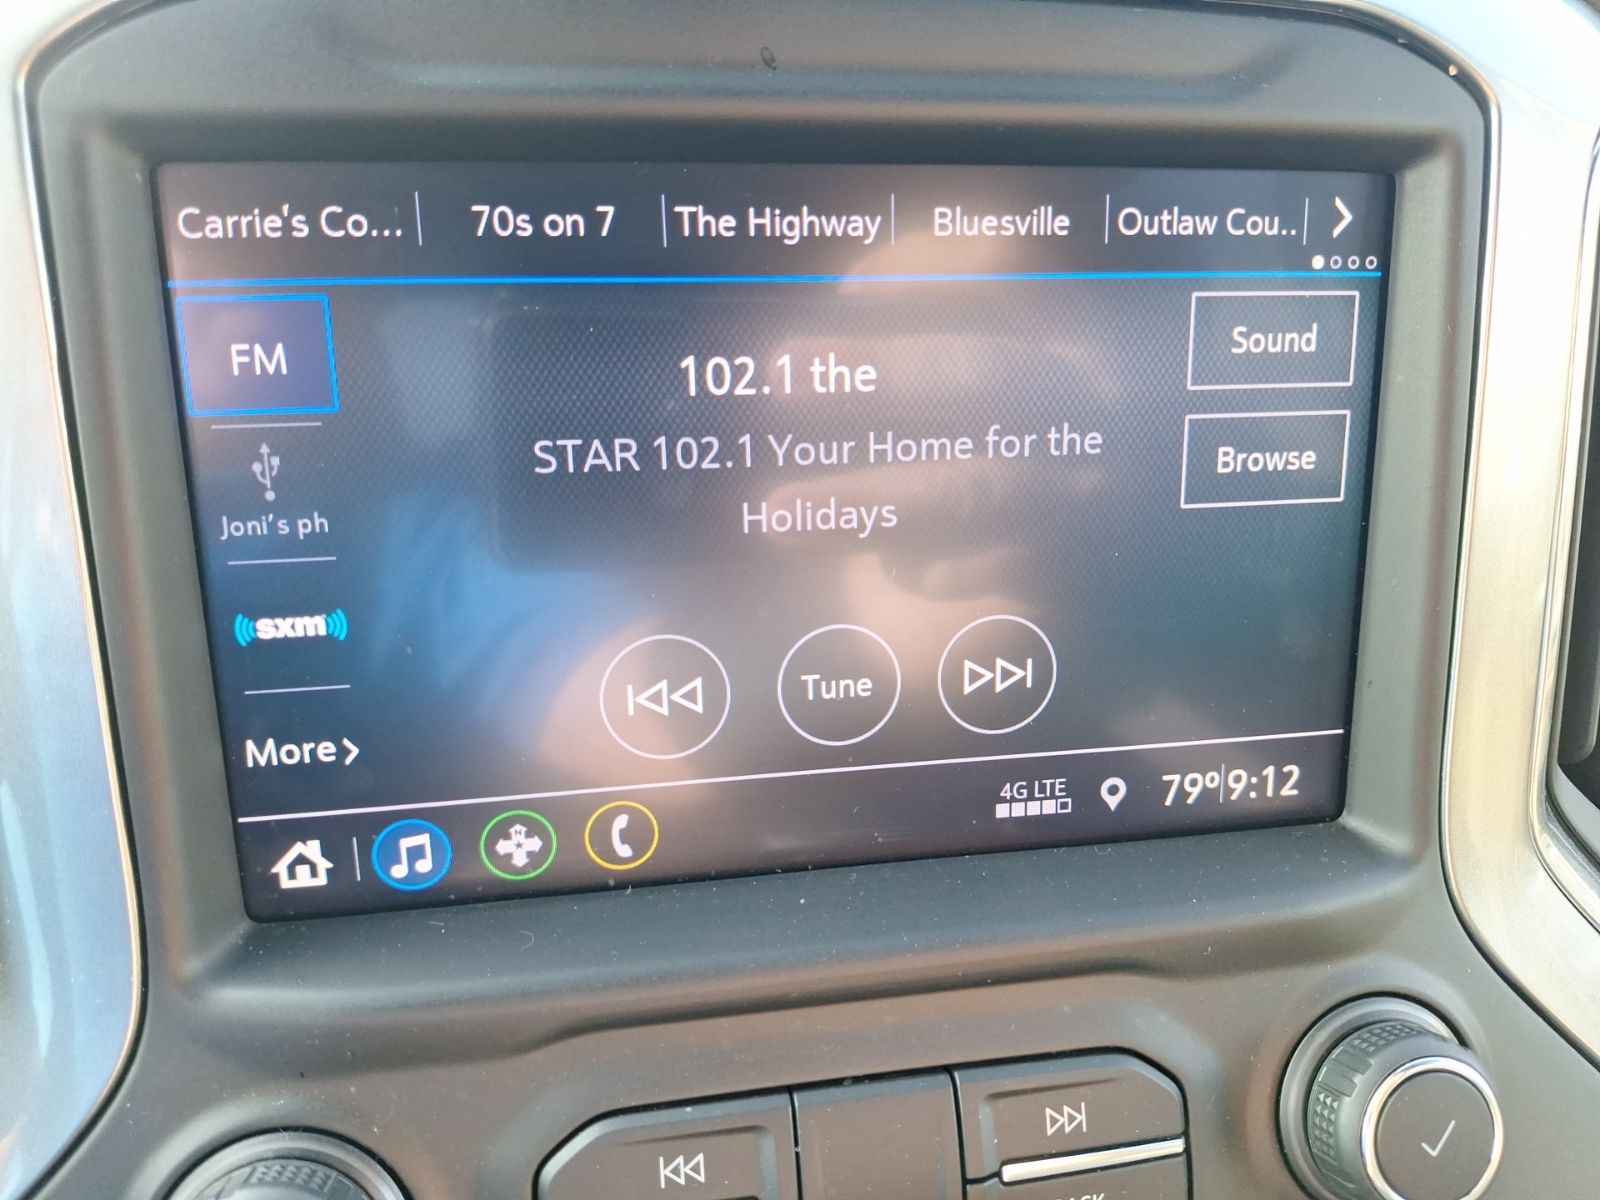 Carrie's Co...
70s on 7
The Highway
Bluesville
Outlaw Cou..
FM
102.1 the
Sound
STAR 102.1 Your Home for the
Holidays
Browse
Joni's ph
sxm
More
Tune
4G LTE
79° 9:12
N